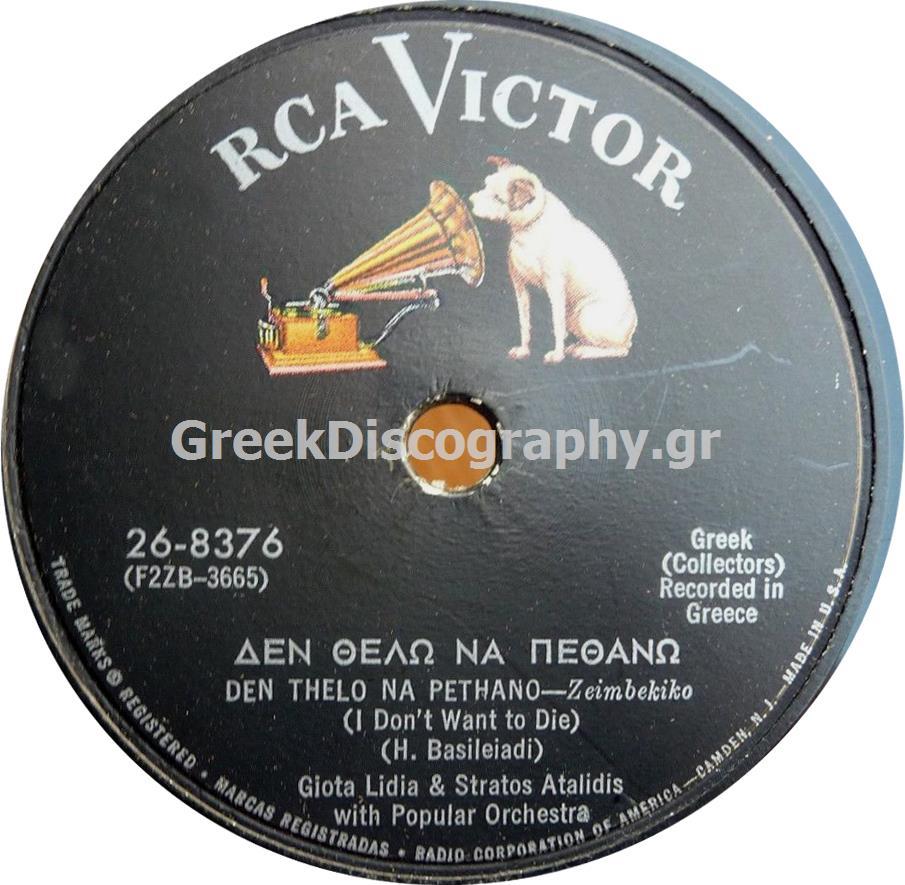 RCA VICTOR
GreekDiscography.gr
26-8376
(F2ZB–3665)
Greek
(Collectors)
Recorded in
Greece
ΔΕΝ ΘΕΛΩ ΝΑ ΠΕΘΑΝΩ
DEN THELO NA PETHANO—Zeimbekiko
(I Don't Want to Die)
(H. Basileiadi)
Giota Lidia & Stratos Atalidis
with Popular Orchestra
TRADE MARKS ® REGISTERED • MARCAS REGISTRADAS • RADIO CORPORATION OF AMERICA—CAMDEN, N. J.—MADE IN U.S.A.